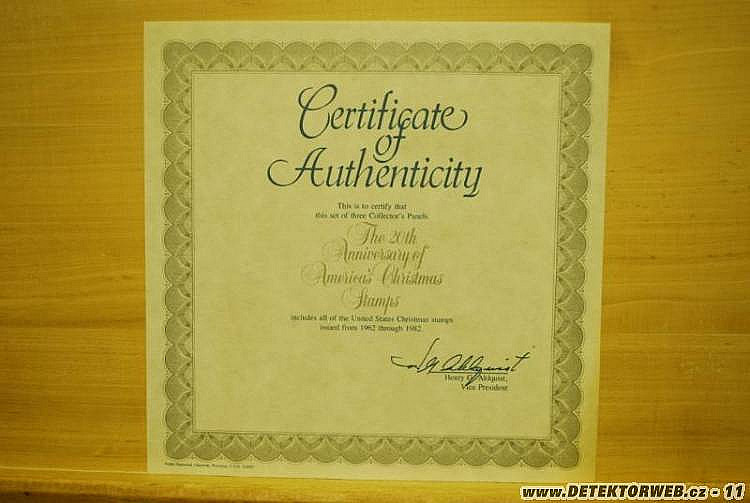 Certificate
of
Authenticity
This is to certify that
this set of three Collector's Panels
The 20th
Anniversary of
America's Christmas
Stamps
includes all of the United States Christmas stamps
issued from 1962 through 1982.
Henry G. Ahlquist,
Vice President
www.DETEKTORWEB.cz - 11